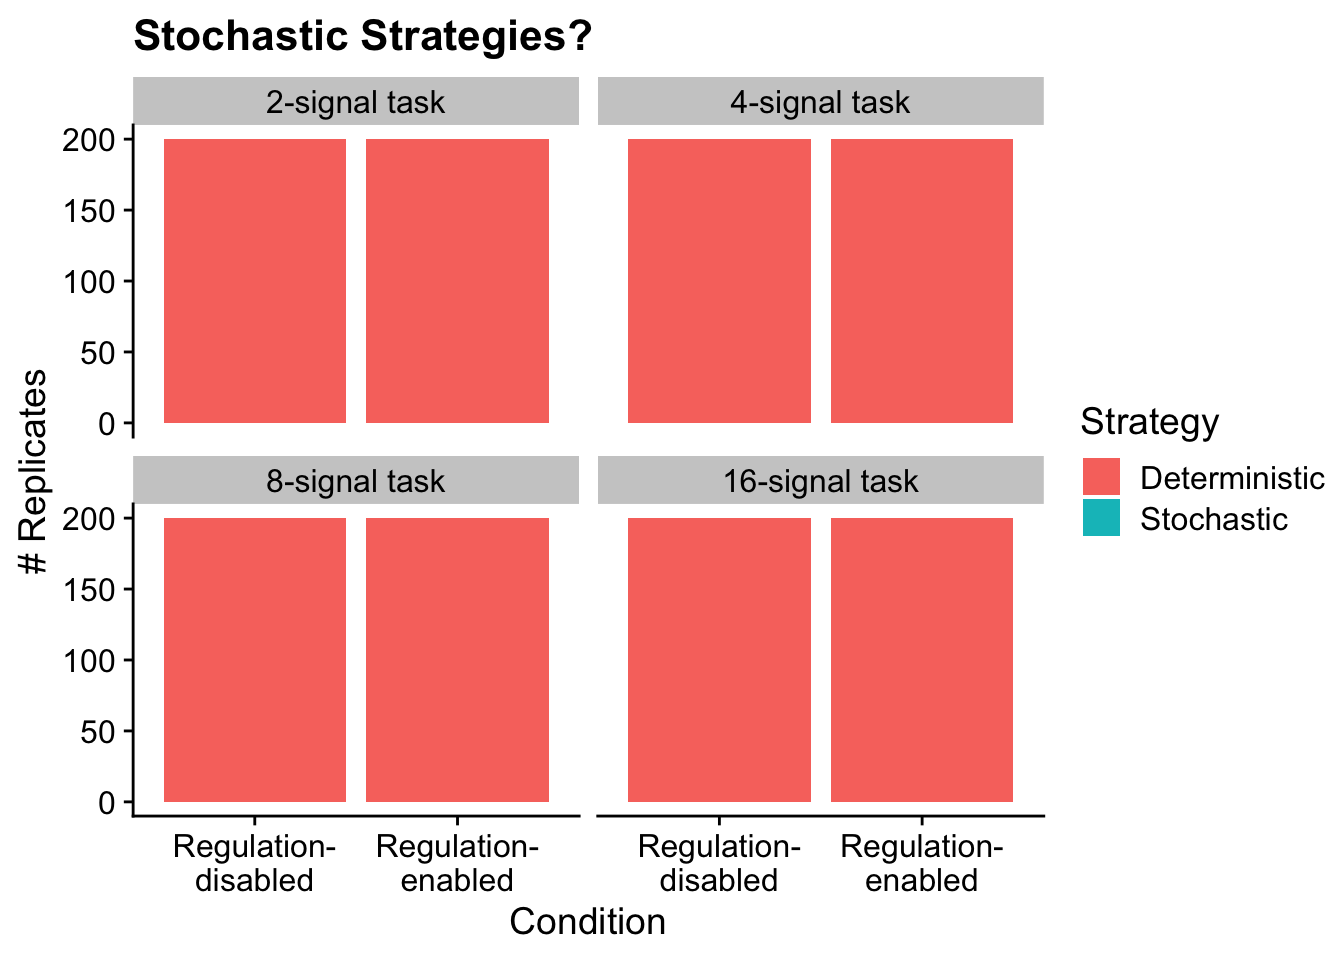 Stochastic Strategies?
2-signal task
4-signal task
200
150
100
50
0
8-signal task
16-signal task
200
150
100
50
0
Regulation-
disabled
Regulation-
enabled
Regulation-
disabled
Regulation-
enabled
Condition
# Replicates
Strategy
Deterministic
Stochastic